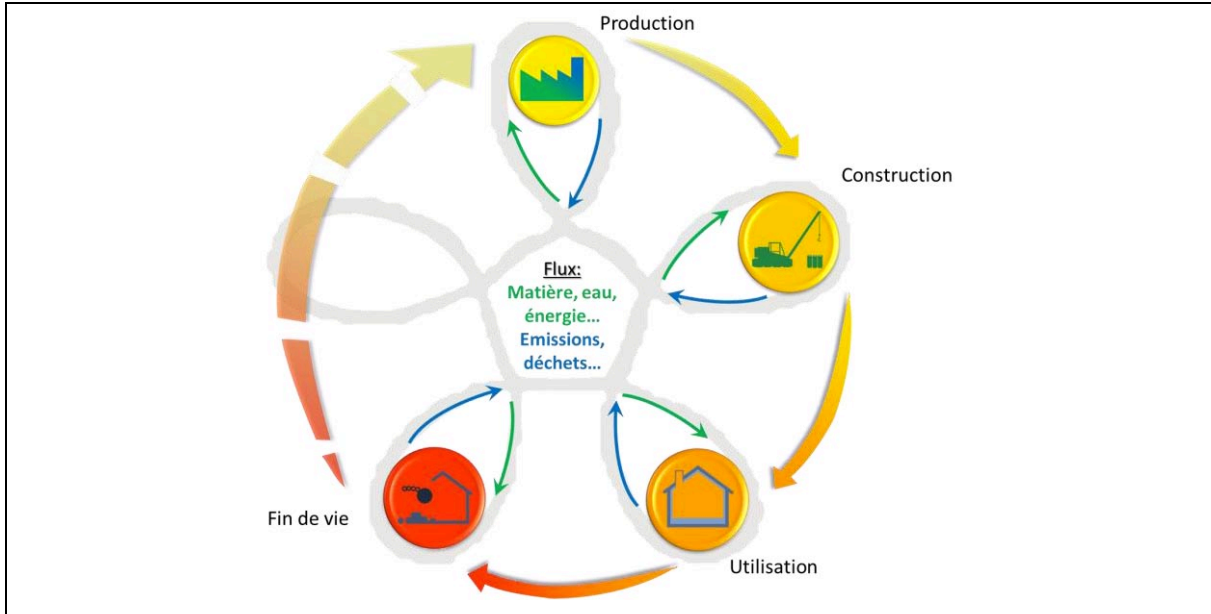 Production
Construction
Flux:
Matière, eau,
énergie…
Emissions,
déchets…
Fin de vie
Utilisation